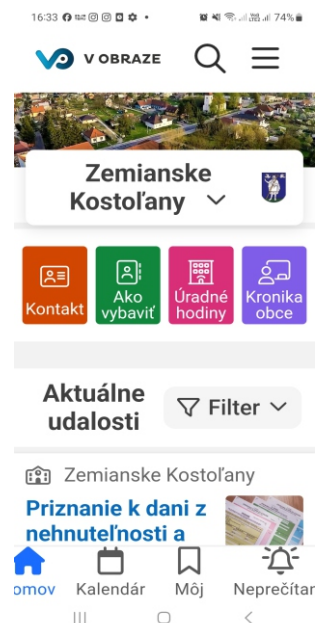 16:33
74%
V OBRAZE
Zemianske
Kostoľany
Kontakt
Ako
vybaviť
Úradné
hodiny
Kronika
obce
Aktuálne
udalosti
Filter
Zemianske Kostoľany
Priznanie k dani z
nehnuteľnosti a
omov
Kalendár
Môj
Neprečítan